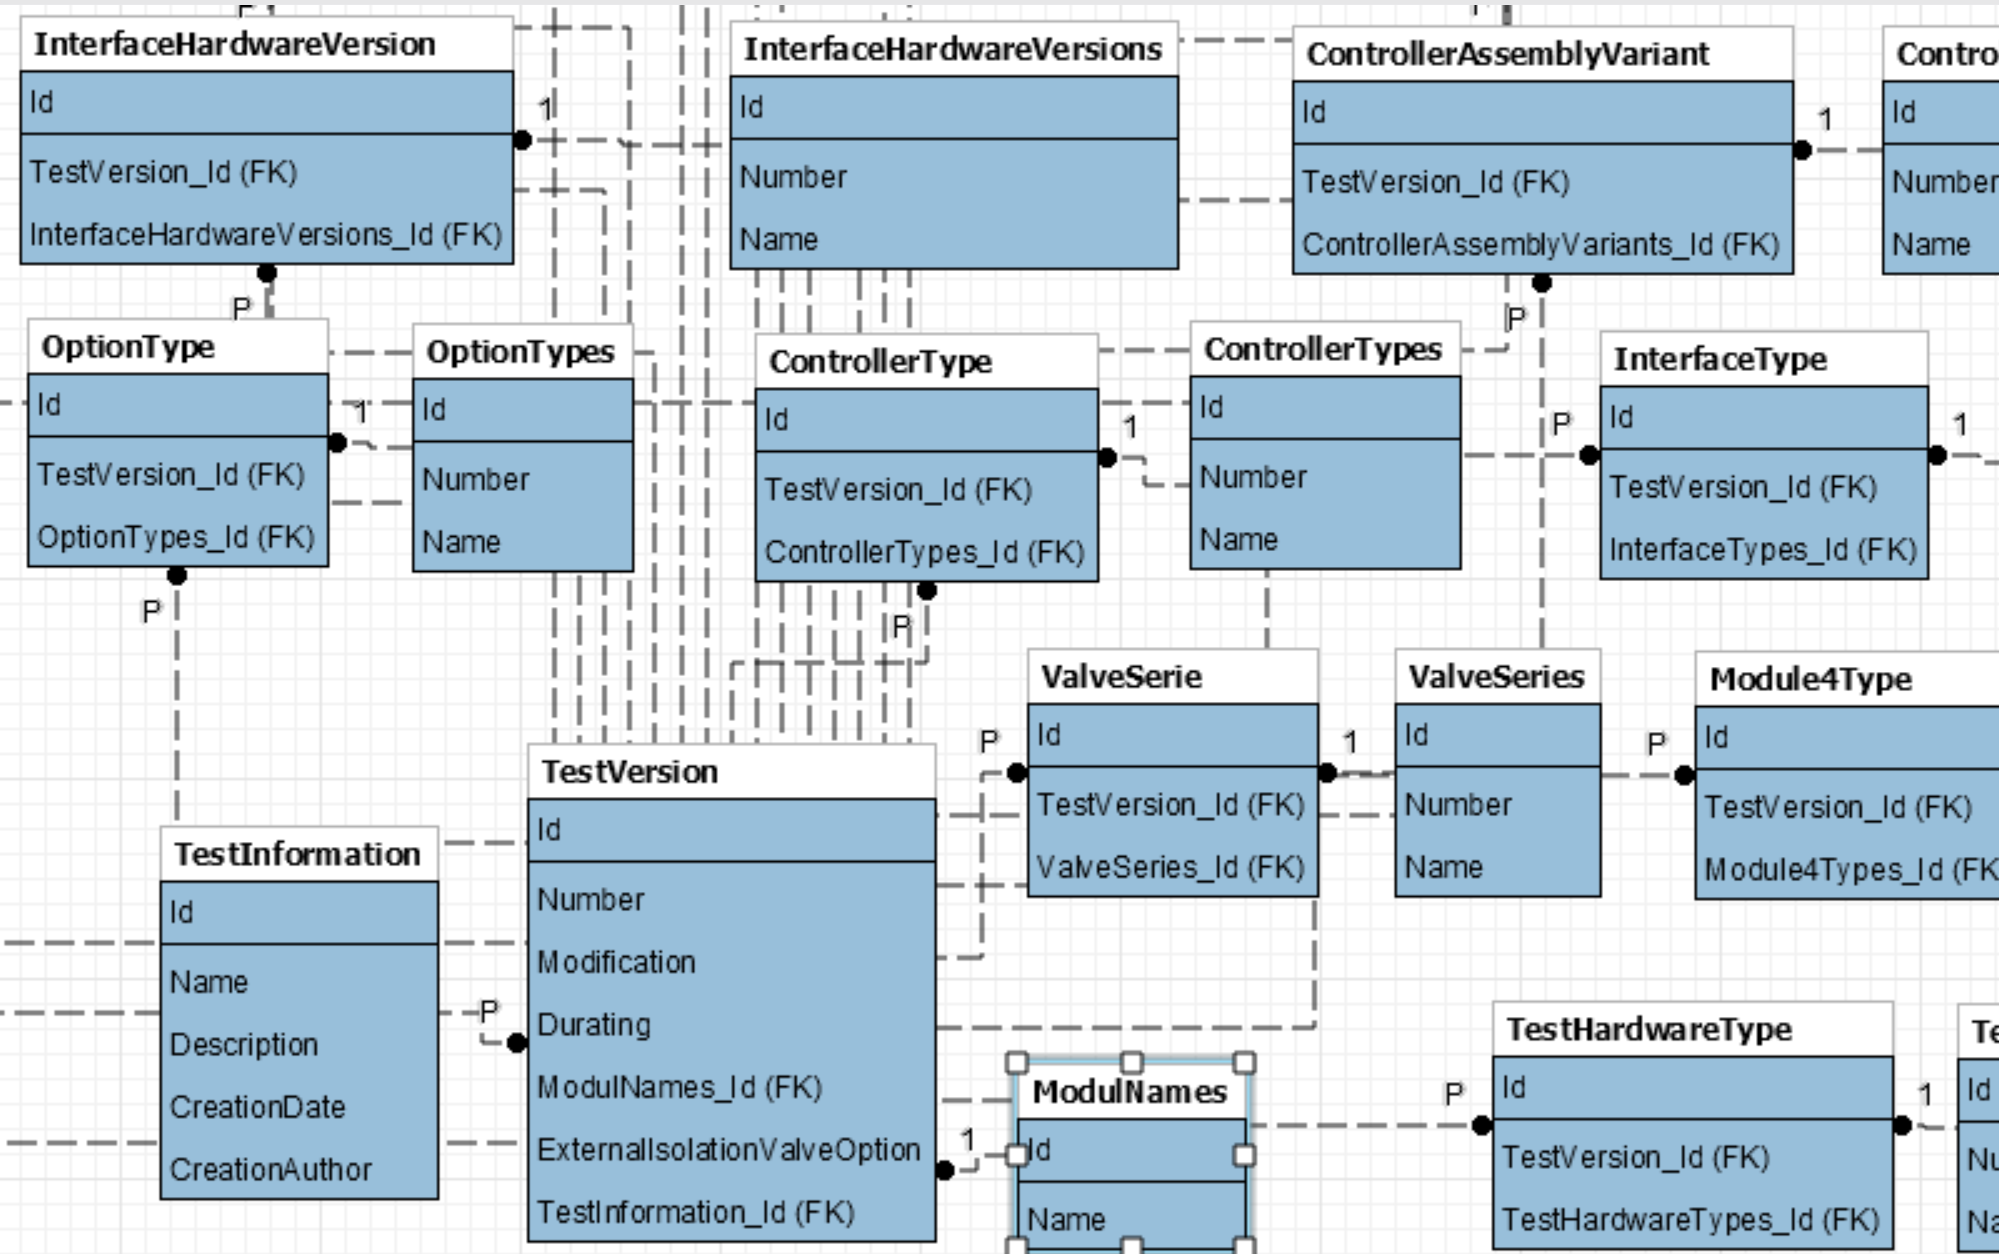 P
InterfaceHardwareVersion
Id
TestVersion_Id (FK)
InterfaceHardwareVersions_Id (FK)
1
P
InterfaceHardwareVersions
Id
Number
Name
ControllerAssemblyVariant
Id
TestVersion_Id (FK)
ControllerAssemblyVariants_Id (FK)
1
P
Contro
Id
Number
Name
OptionType
Id
TestVersion_Id (FK)
OptionTypes_Id (FK)
1
P
OptionTypes
Id
Number
Name
ControllerType
Id
TestVersion_Id (FK)
ControllerTypes_Id (FK)
1
P
ControllerTypes
Id
Number
Name
P
InterfaceType
Id
TestVersion_Id (FK)
InterfaceTypes_Id (FK)
1
P
ValveSerie
Id
TestVersion_Id (FK)
ValveSeries_Id (FK)
1
ValveSeries
Id
Number
Name
P
Module4Type
Id
TestVersion_Id (FK)
Module4Types_Id (FK
TestInformation
Id
Name
Description
CreationDate
CreationAuthor
P
TestVersion
Id
Number
Modification
Durating
ModulNames_Id (FK)
ExternalIsolationValveOption
TestInformation_Id (FK)
1
ModulNames
Id
Name
P
TestHardwareType
Id
TestVersion_Id (FK)
TestHardwareTypes_Id (FK)
1
Te
Id
Nu
Na